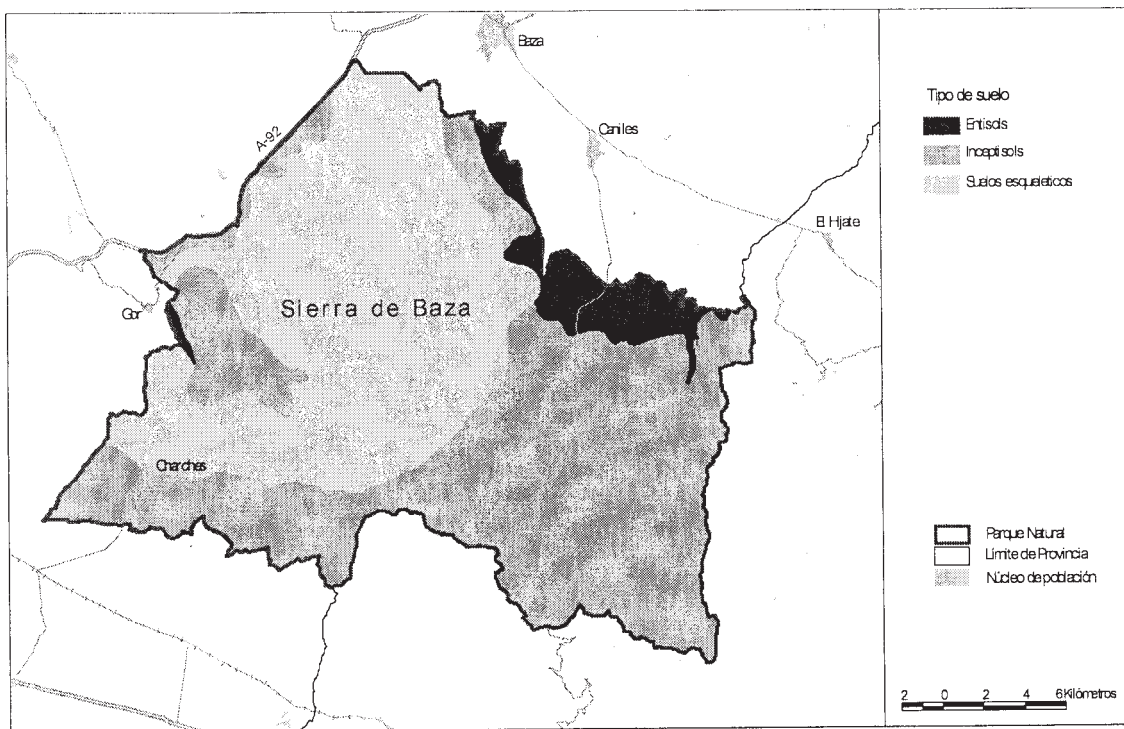 Baza
A-92
Caniles
El Hijate
Gor
Sierra de Baza
Charches
Tipo de suelo
Entisols
Inceptisols
Suelos esqueleticos
Parque Natural
Límite de Provincia
Núcleo de población
2 0 2 4 6 Kilómetros